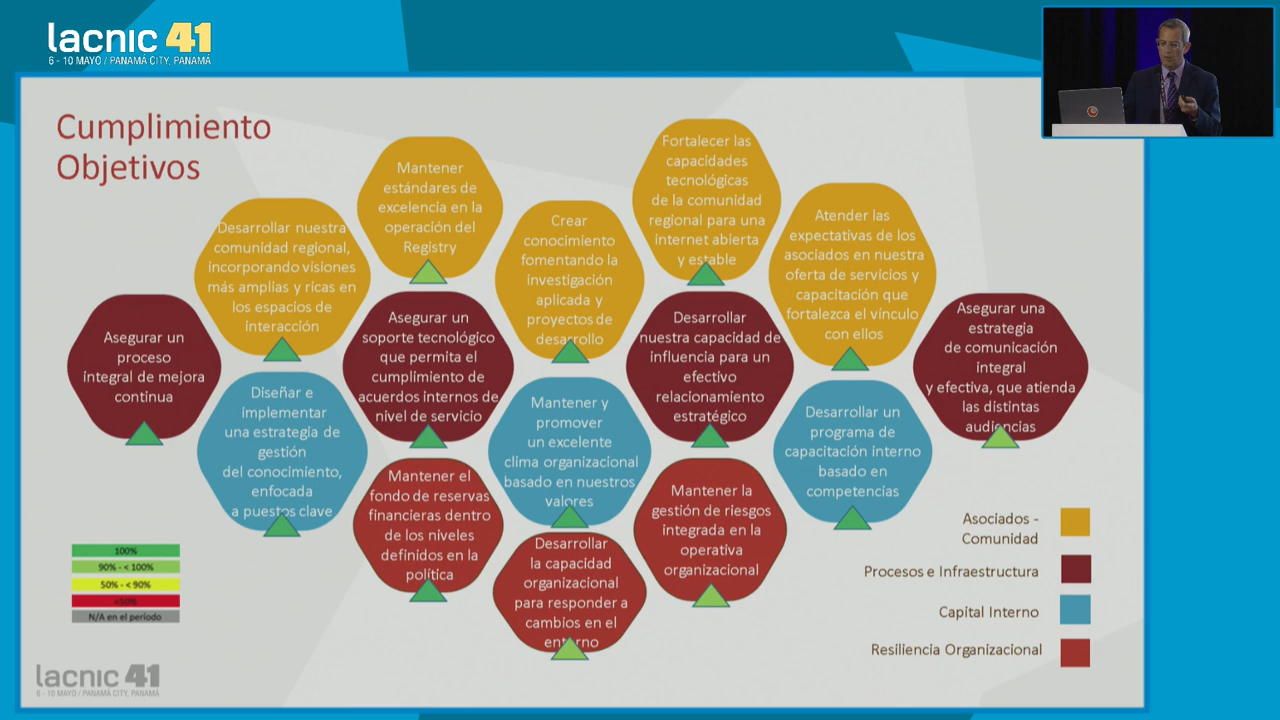 lacnic 41
6 - 10 MAYO / PANAMÁ CITY, PANAMÁ
Cumplimiento
Objetivos
Mantener
estándares de
excelencia en la
operación del
Registry
Fortalecer las
capacidades
tecnológicas
de la comunidad
regional para una
internet abierta
y estable
Desarrollar nuestra
comunidad regional,
incorporando visiones
más amplias y ricas en
los espacios de
interacción
Crear
conocimiento
fomentando la
investigación
aplicada y
proyectos de
desarrollo
Atender las
expectativas de los
asociados en nuestra
oferta de servicios y
capacitación que
fortalezca el vínculo
con ellos
Asegurar un
proceso
integral de mejora
continua
Asegurar un
soporte tecnológico
que permita el
cumplimiento de
acuerdos internos de
nivel de servicio
Desarrollar
nuestra capacidad de
influencia para un
efectivo
relacionamiento
estratégico
Asegurar una
estrategia
de comunicación
integral
y efectiva, que atienda
las distintas
audiencias
Diseñar e
implementar
una estrategia de
gestión
del conocimiento,
enfocada
a puestos clave
Mantener y
promover
un excelente
clima organizacional
basado en nuestros
valores
Desarrollar un
programa de
capacitación interno
basado en
competencias
Mantener el
fondo de reservas
financieras dentro
de los niveles
definidos en la
política
Desarrollar
la capacidad
organizacional
para responder a
cambios en el
entorno
Mantener la
gestión de riesgos
integrada en la
operativa
organizacional
100%
90% - < 100%
50% - < 90%
<50%
N/A en el período
Asociados -
Comunidad
Procesos e Infraestructura
Capital Interno
Resiliencia Organizacional
lacnic 41
6 - 10 MAYO / PANAMÁ CITY, PANAMÁ